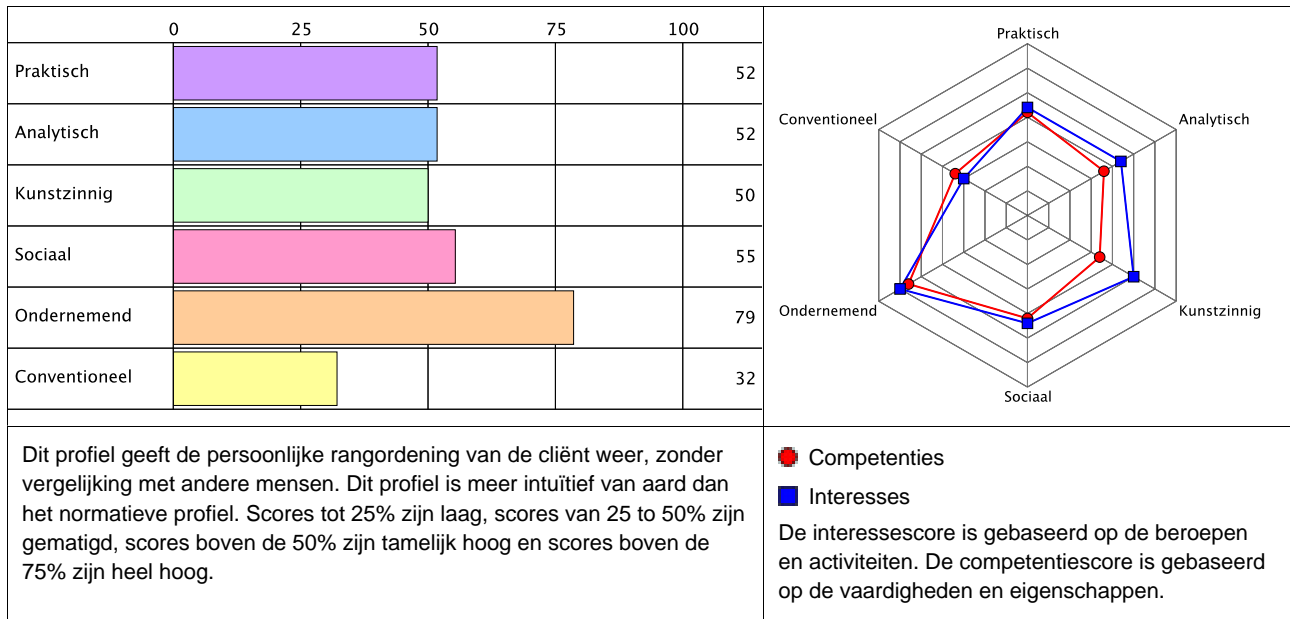 0 25 50 75 100
Praktisch 52
Analytisch 52
Kunstzinnig 50
Sociaal 55
Ondernemend 79
Conventioneel 32
Praktisch
Conventioneel Analytisch
Ondernemend Kunstzinnig
Sociaal
Dit profiel geeft de persoonlijke rangordening van de cliënt weer, zonder
vergelijking met andere mensen. Dit profiel is meer intuïtief van aard dan
het normatieve profiel. Scores tot 25% zijn laag, scores van 25 to 50% zijn
gematigd, scores boven de 50% zijn tamelijk hoog en scores boven de
75% zijn heel hoog.
Competenties
Interesses
De interessescore is gebaseerd op de beroepen
en activiteiten. De competentiescore is gebaseerd
op de vaardigheden en eigenschappen.